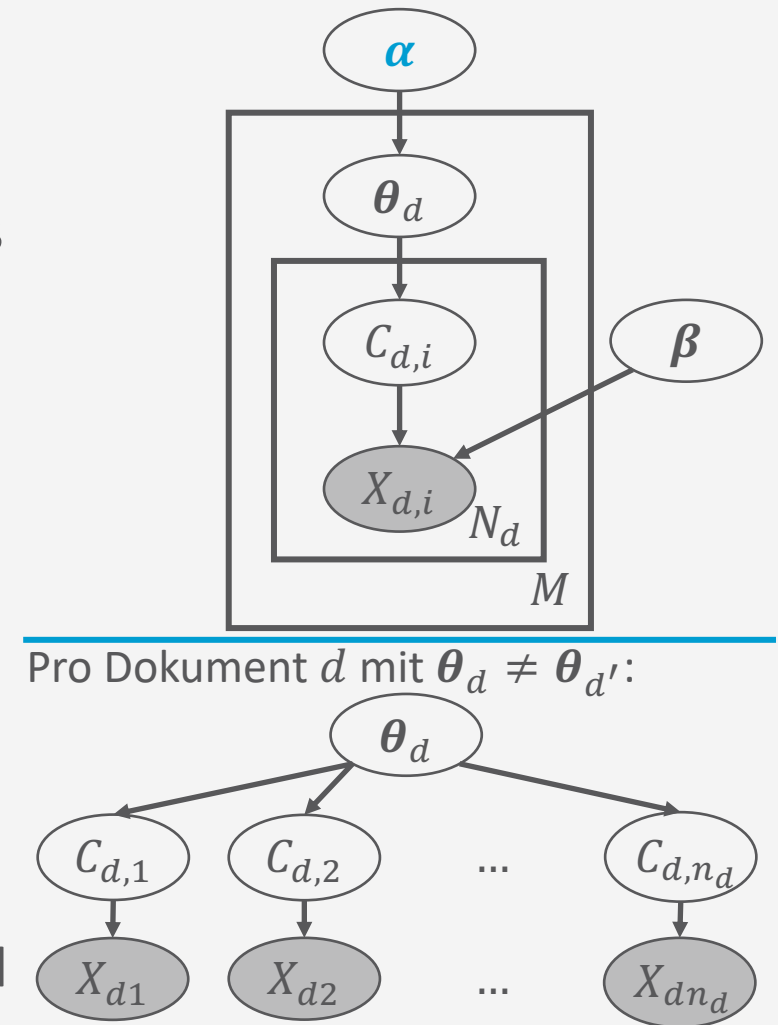 α
θ_d
C_{d,i}
β
X_{d,i}
N_d
M
Pro Dokument d mit θ_d ≠ θ_{d′}:
θ_d
C_{d,1} C_{d,2} ... C_{d,n_d}
X_{d1} X_{d2} ... X_{dn_d}